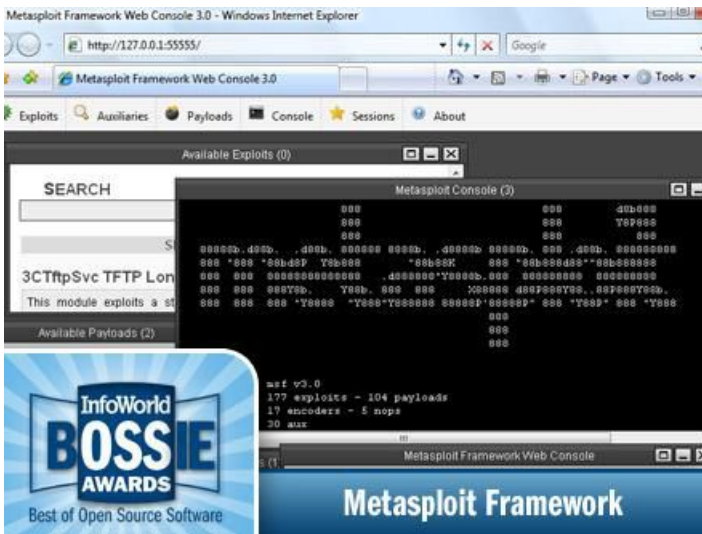 Metasploit Framework Web Console 3.0 - Windows Internet Explorer
http://127.0.0.1:55555/
Google
Metasploit Framework Web Console 3.0
Page
Tools
Exploits
Auxiliaries
Payloads
Console
Sessions
About
Available Exploits (0)
SEARCH
3CTftpSvc TFTP Lon
This module exploits a st
Available Payloads (2)
Metasploit Console (3)
msf v3.0
177 exploits - 104 payloads
17 encoders - 5 nops
30 aux
Metasploit Framework Web Console
InfoWorld
BOSSIE
AWARDS
Best of Open Source Software
Metasploit Framework